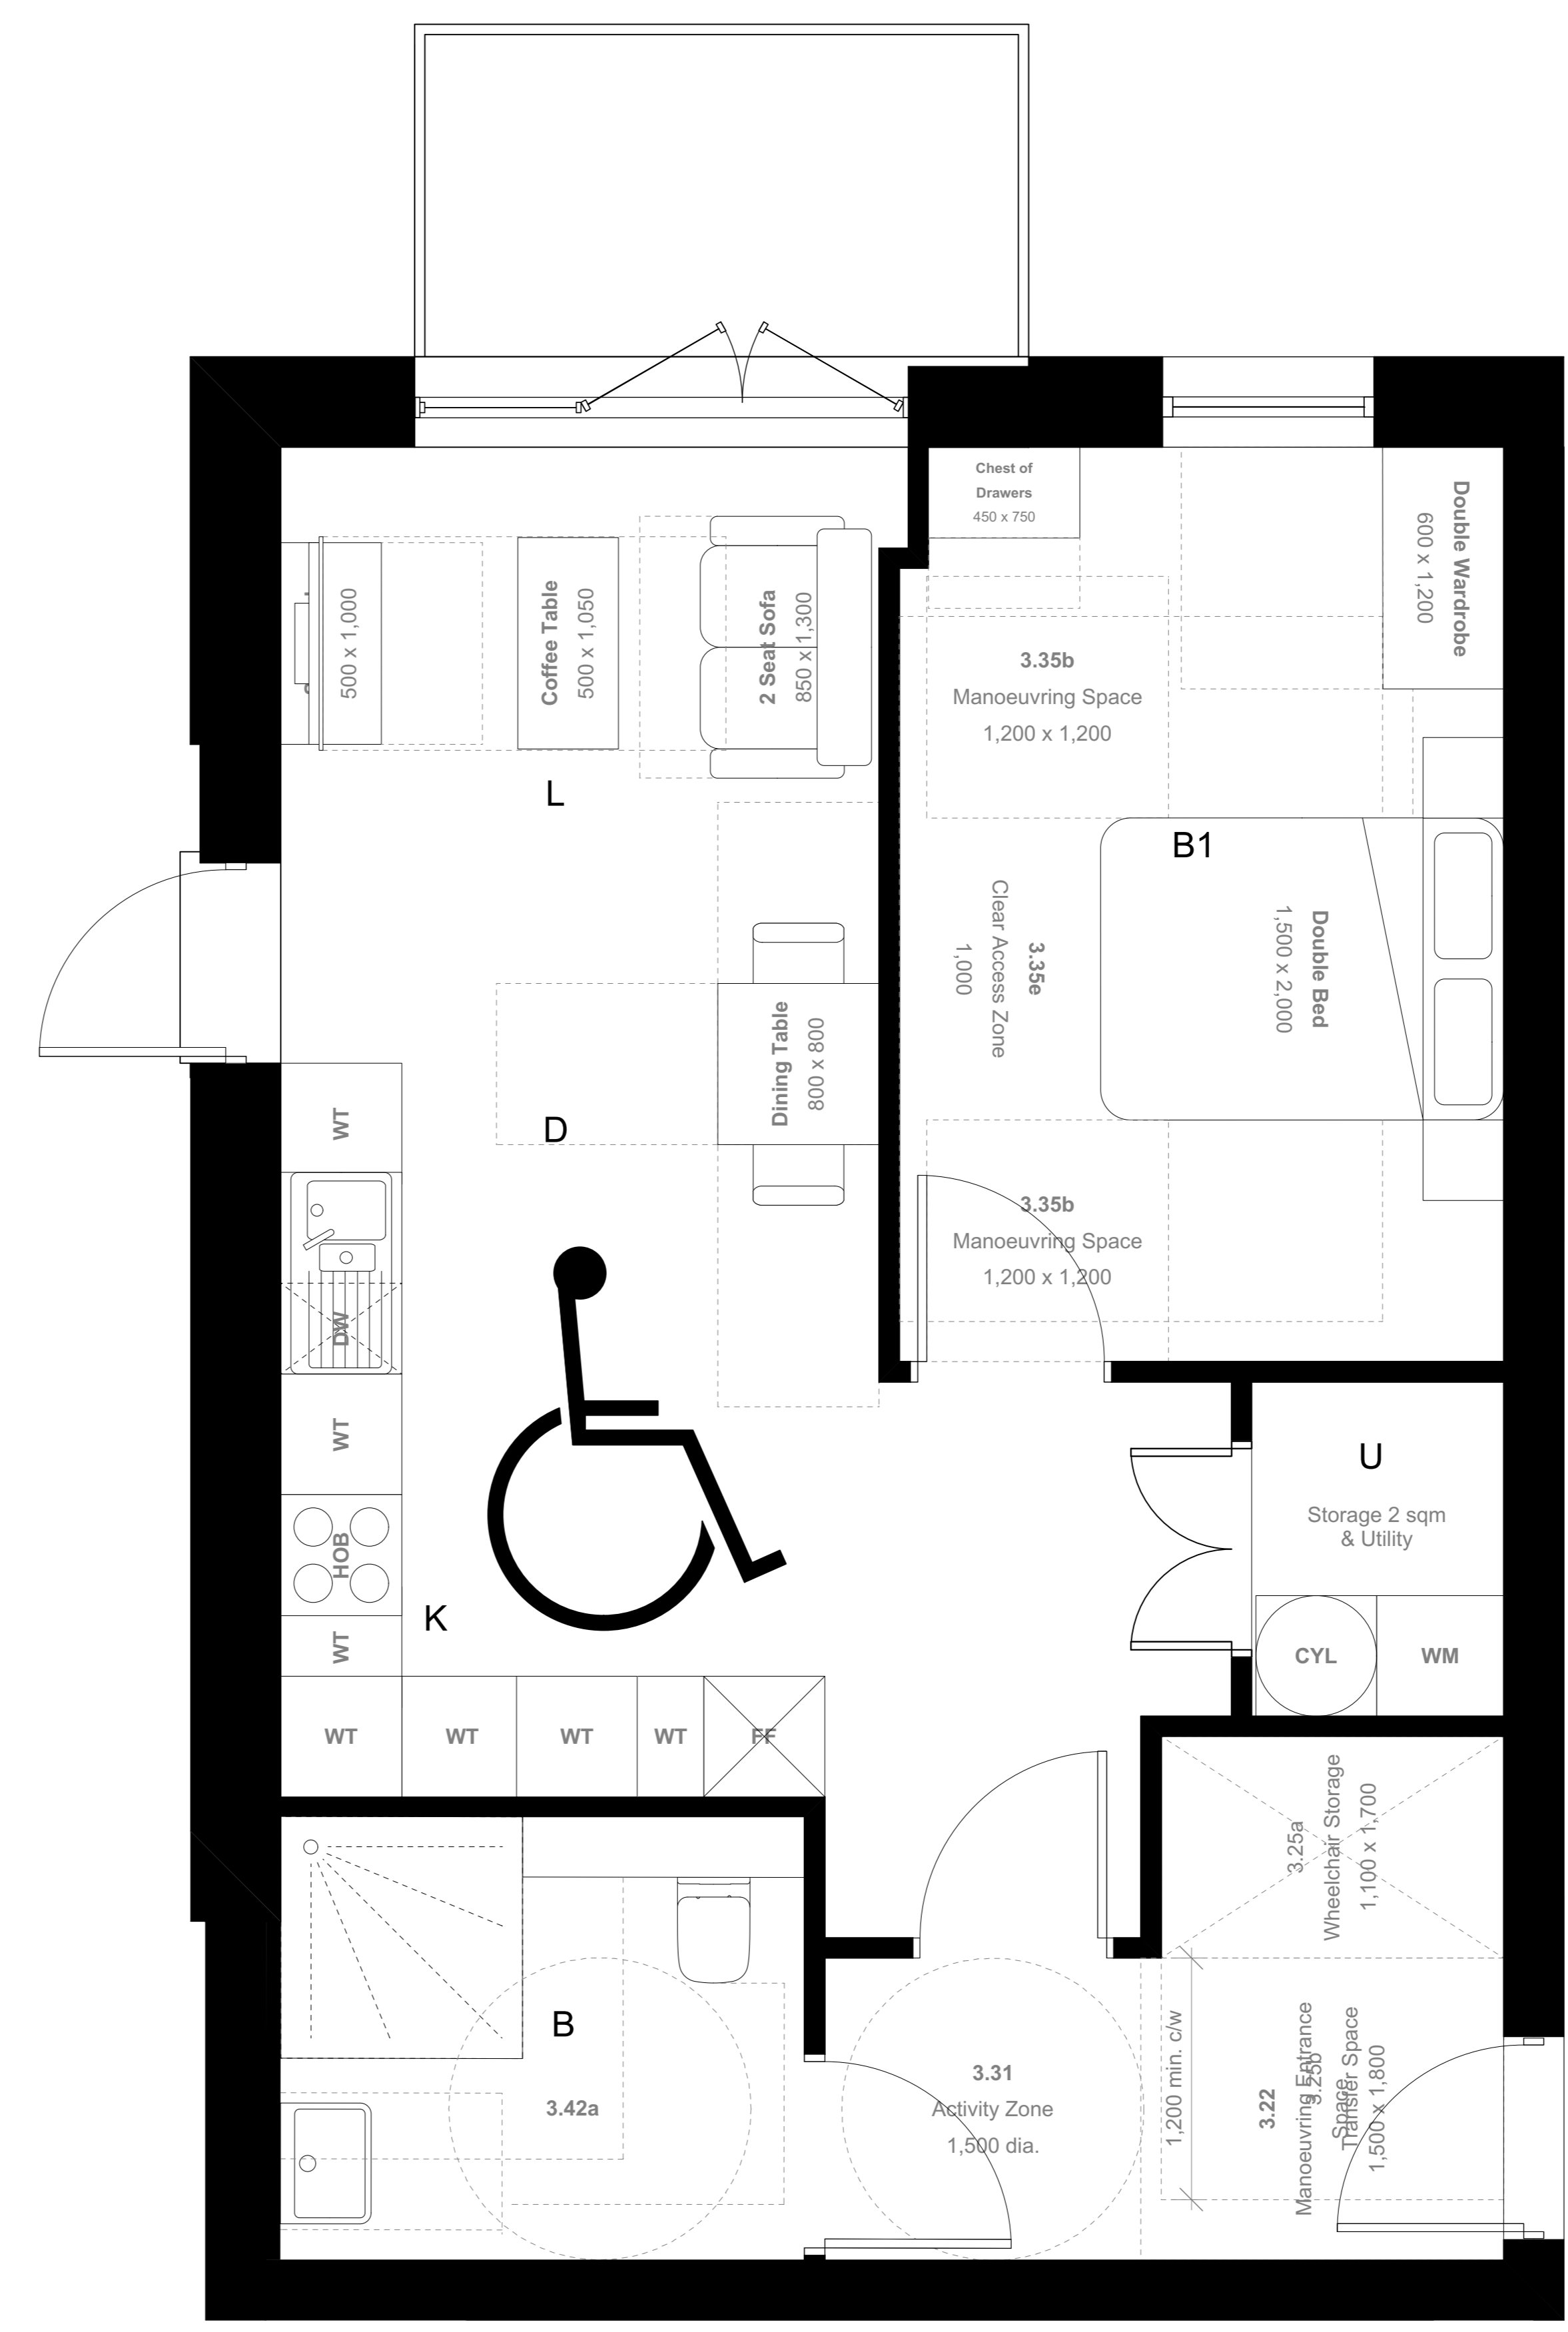 Chest of
Drawers
450 x 750
Double Wardrobe
600 x 1,200
500 x 1,000
Coffee Table
500 x 1,050
2 Seat Sofa
850 x 1,300
3.35b
Manoeuvring Space
1,200 x 1,200
L
B1
3.35e
Clear Access Zone
1,000
Double Bed
1,500 x 2,000
Dining Table
800 x 800
D
WT
3.35b
Manoeuvring Space
1,200 x 1,200
DW
WT
U
Storage 2 sqm
& Utility
HOB
K
WT
CYL
WM
WT
WT
WT
WT
FF
3.25a
Wheelchair Storage
1,100 x 1,700
B
3.42a
3.31
Activity Zone
1,500 dia.
1,200 min. c/w
3.22
Manoeuvring Entrance
Space
3.25b
Transfer Space
1,500 x 1,800